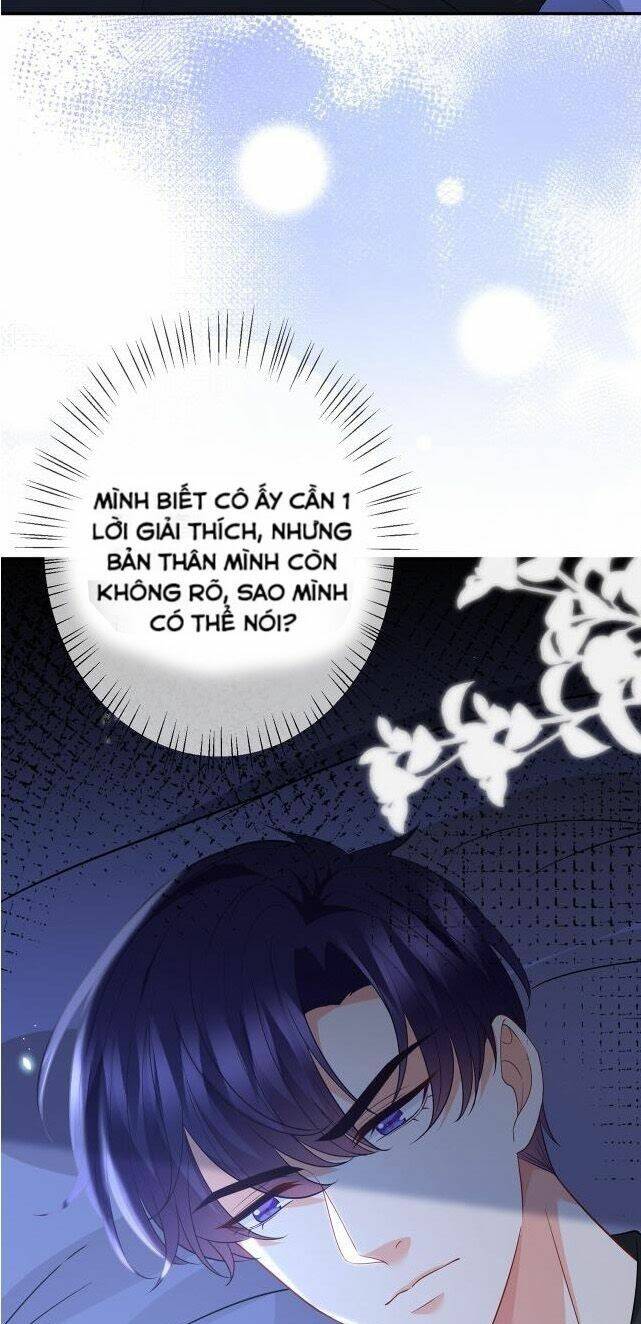 MÌNH BIẾT CÔ ẤY CẦN 1
LỜI GIẢI THÍCH, NHƯNG
BẢN THÂN MÌNH CÒN
KHÔNG RÕ, SAO MÌNH
CÓ THỂ NÓI?